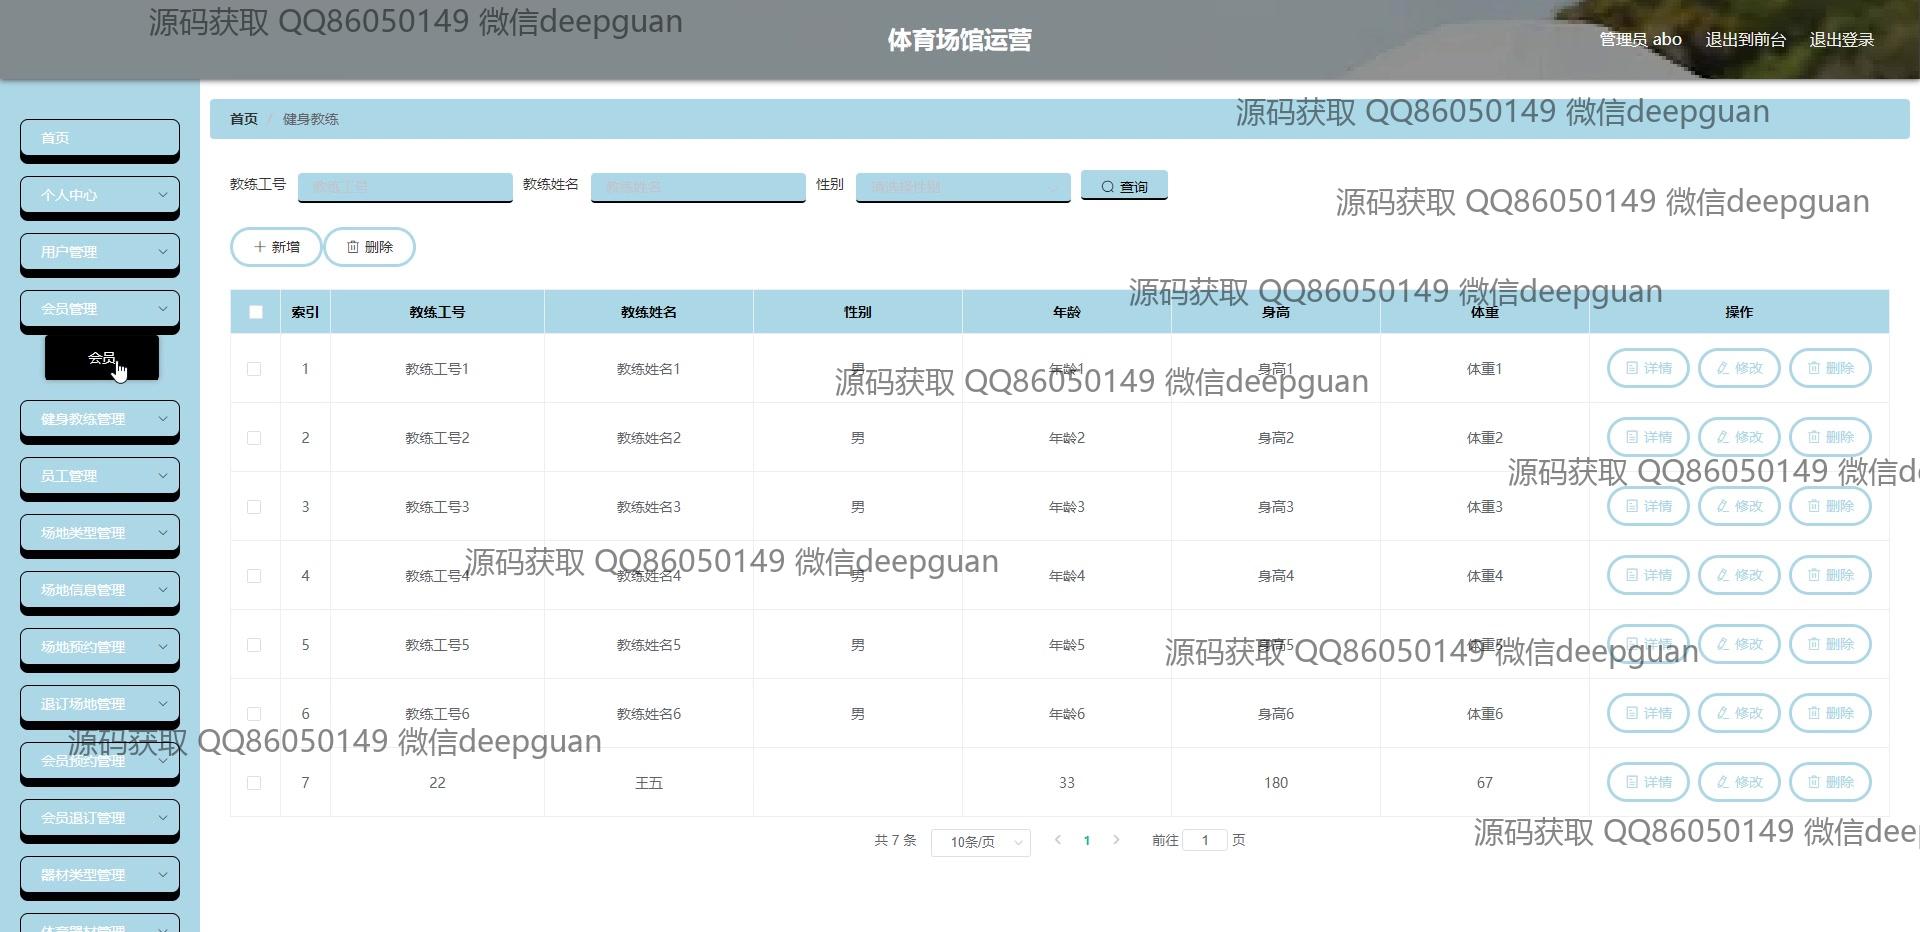 源码获取 QQ86050149 微信deepguan
体育场馆运营
管理员 abo 退出到前台 退出登录
首页 / 健身教练
源码获取 QQ86050149 微信deepguan
首页
个人中心
用户管理
会员管理
会员
健身教练管理
员工管理
场地类型管理
场地信息管理
场地预约管理
退订场地管理
会员预约管理
会员退订管理
器材类型管理
体育器材管理
教练工号 教练工号 教练姓名 教练姓名 性别 请选择性别 查询
源码获取 QQ86050149 微信deepguan
新增 删除
源码获取 QQ86050149 微信deepguan
索引 教练工号 教练姓名 性别 年龄 身高 体重 操作
1 教练工号1 教练姓名1 男 年龄1 身高1 体重1 详情 修改 删除
源码获取 QQ86050149 微信deepguan
2 教练工号2 教练姓名2 男 年龄2 身高2 体重2 详情 修改 删除
源码获取 QQ86050149 微信d
3 教练工号3 教练姓名3 男 年龄3 身高3 体重3 详情 修改 删除
源码获取 QQ86050149 微信deepguan
4 教练工号4 教练姓名4 男 年龄4 身高4 体重4 详情 修改 删除
5 教练工号5 教练姓名5 男 年龄5 身高5 体重5 详情 修改 删除
源码获取 QQ86050149 微信deepguan
6 教练工号6 教练姓名6 男 年龄6 身高6 体重6 详情 修改 删除
源码获取 QQ86050149 微信deepguan
7 22 王五 33 180 67 详情 修改 删除
源码获取 QQ86050149 微信deep
共 7 条 10条/页 1 前往 1 页